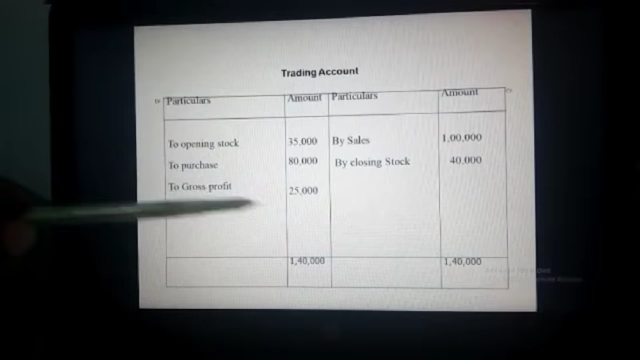 Trading Account
Particulars Amount Particulars Amount
To opening stock 35,000 By Sales 1,00,000
To purchase 80,000 By closing Stock 40,000
To Gross profit 25,000
1,40,000 1,40,000